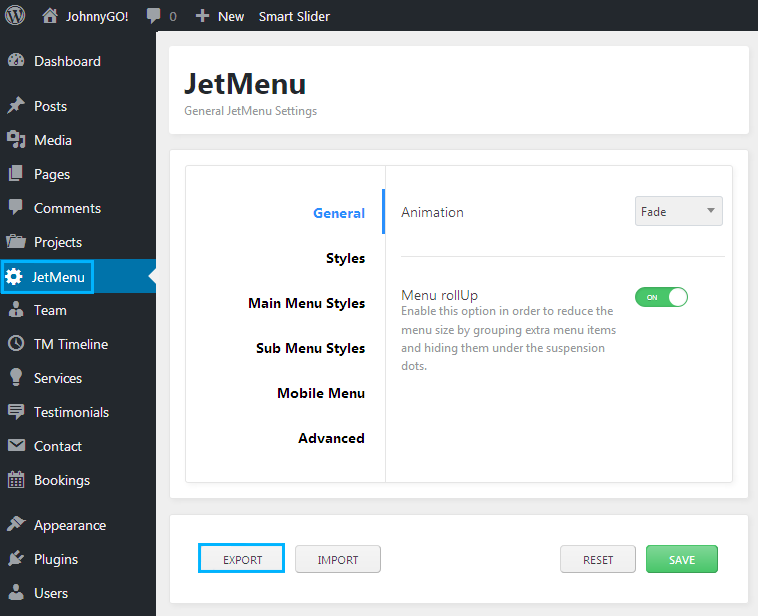 JohnnyGO! 0 New Smart Slider
Dashboard
Posts
Media
Pages
Comments
Projects
JetMenu
Team
TM Timeline
Services
Testimonials
Contact
Bookings
Appearance
Plugins
Users
JetMenu
General JetMenu Settings
General
Styles
Main Menu Styles
Sub Menu Styles
Mobile Menu
Advanced
Animation
Fade
Menu rollUp
ON
Enable this option in order to reduce the
menu size by grouping extra menu items
and hiding them under the suspension
dots.
EXPORT IMPORT RESET SAVE